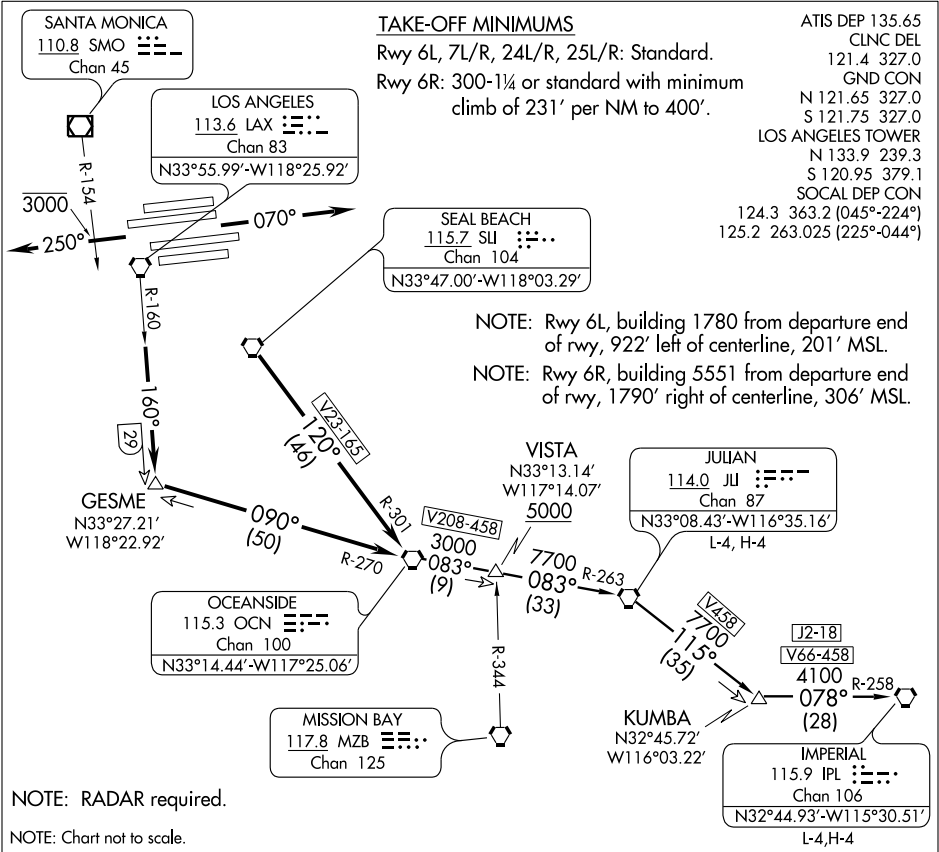 SANTA MONICA
110.8 SMO
Chan 45
TAKE-OFF MINIMUMS
Rwy 6L, 7L/R, 24L/R, 25L/R: Standard.
Rwy 6R: 300-1¼ or standard with minimum
climb of 231' per NM to 400'.
ATIS DEP 135.65
CLNC DEL
121.4 327.0
GND CON
N 121.65 327.0
S 121.75 327.0
LOS ANGELES TOWER
N 133.9 239.3
S 120.95 379.1
SOCAL DEP CON
124.3 363.2 (045°-224°)
125.2 263.025 (225°-044°)
LOS ANGELES
113.6 LAX
Chan 83
N33°55.99'-W118°25.92'
R-154
3000
250°
070°
SEAL BEACH
115.7 SLI
Chan 104
N33°47.00'-W118°03.29'
R-160
160°
29
NOTE: Rwy 6L, building 1780 from departure end
of rwy, 922' left of centerline, 201' MSL.
NOTE: Rwy 6R, building 5551 from departure end
of rwy, 1790' right of centerline, 306' MSL.
V23-165
120°
(46)
R-301
GESME
N33°27.21'
W118°22.92'
090°
(50)
R-270
VISTA
N33°13.14'
W117°14.07'
5000
V208-458
3000
083°
(9)
7700
083°
(33)
R-263
JULIAN
114.0 JLI
Chan 87
N33°08.43'-W116°35.16'
L-4, H-4
OCEANSIDE
115.3 OCN
Chan 100
N33°14.44'-W117°25.06'
R-344
V458
7700
115°
(35)
J2-18
V66-458
4100
078°
(28)
R-258
MISSION BAY
117.8 MZB
Chan 125
KUMBA
N32°45.72'
W116°03.22'
IMPERIAL
115.9 IPL
Chan 106
N32°44.93'-W115°30.51'
L-4,H-4
NOTE: RADAR required.
NOTE: Chart not to scale.